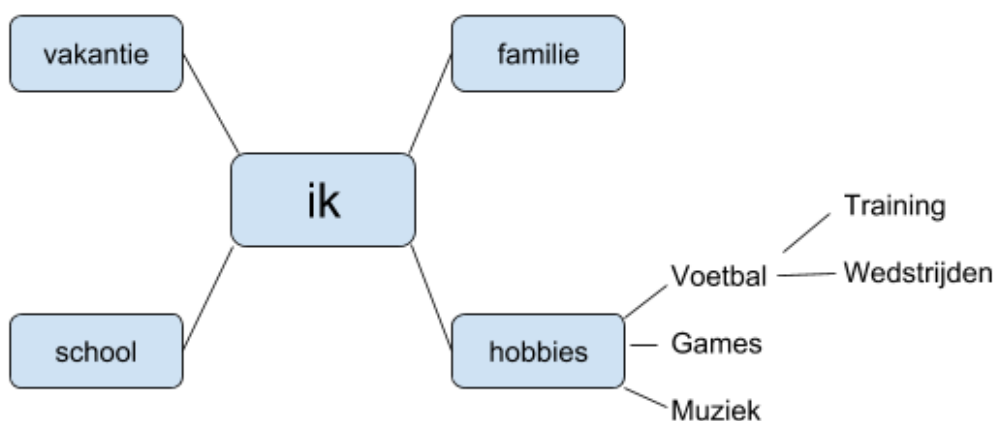 vakantie
familie
ik
Training
Voetbal
Wedstrijden
school
hobbies
Games
Muziek